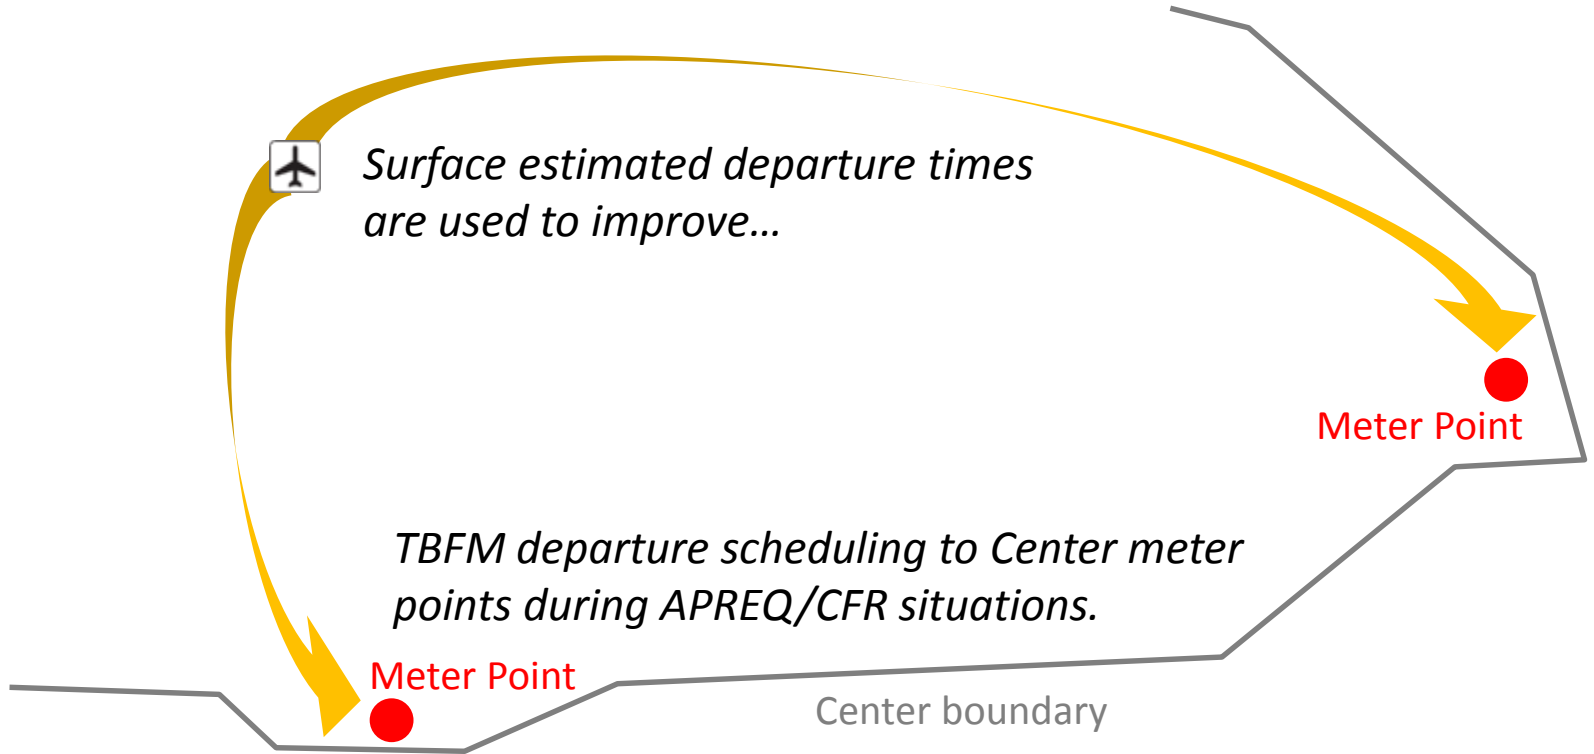 Surface estimated departure times
are used to improve…
Meter Point
TBFM departure scheduling to Center meter
points during APREQ/CFR situations.
Meter Point
Center boundary